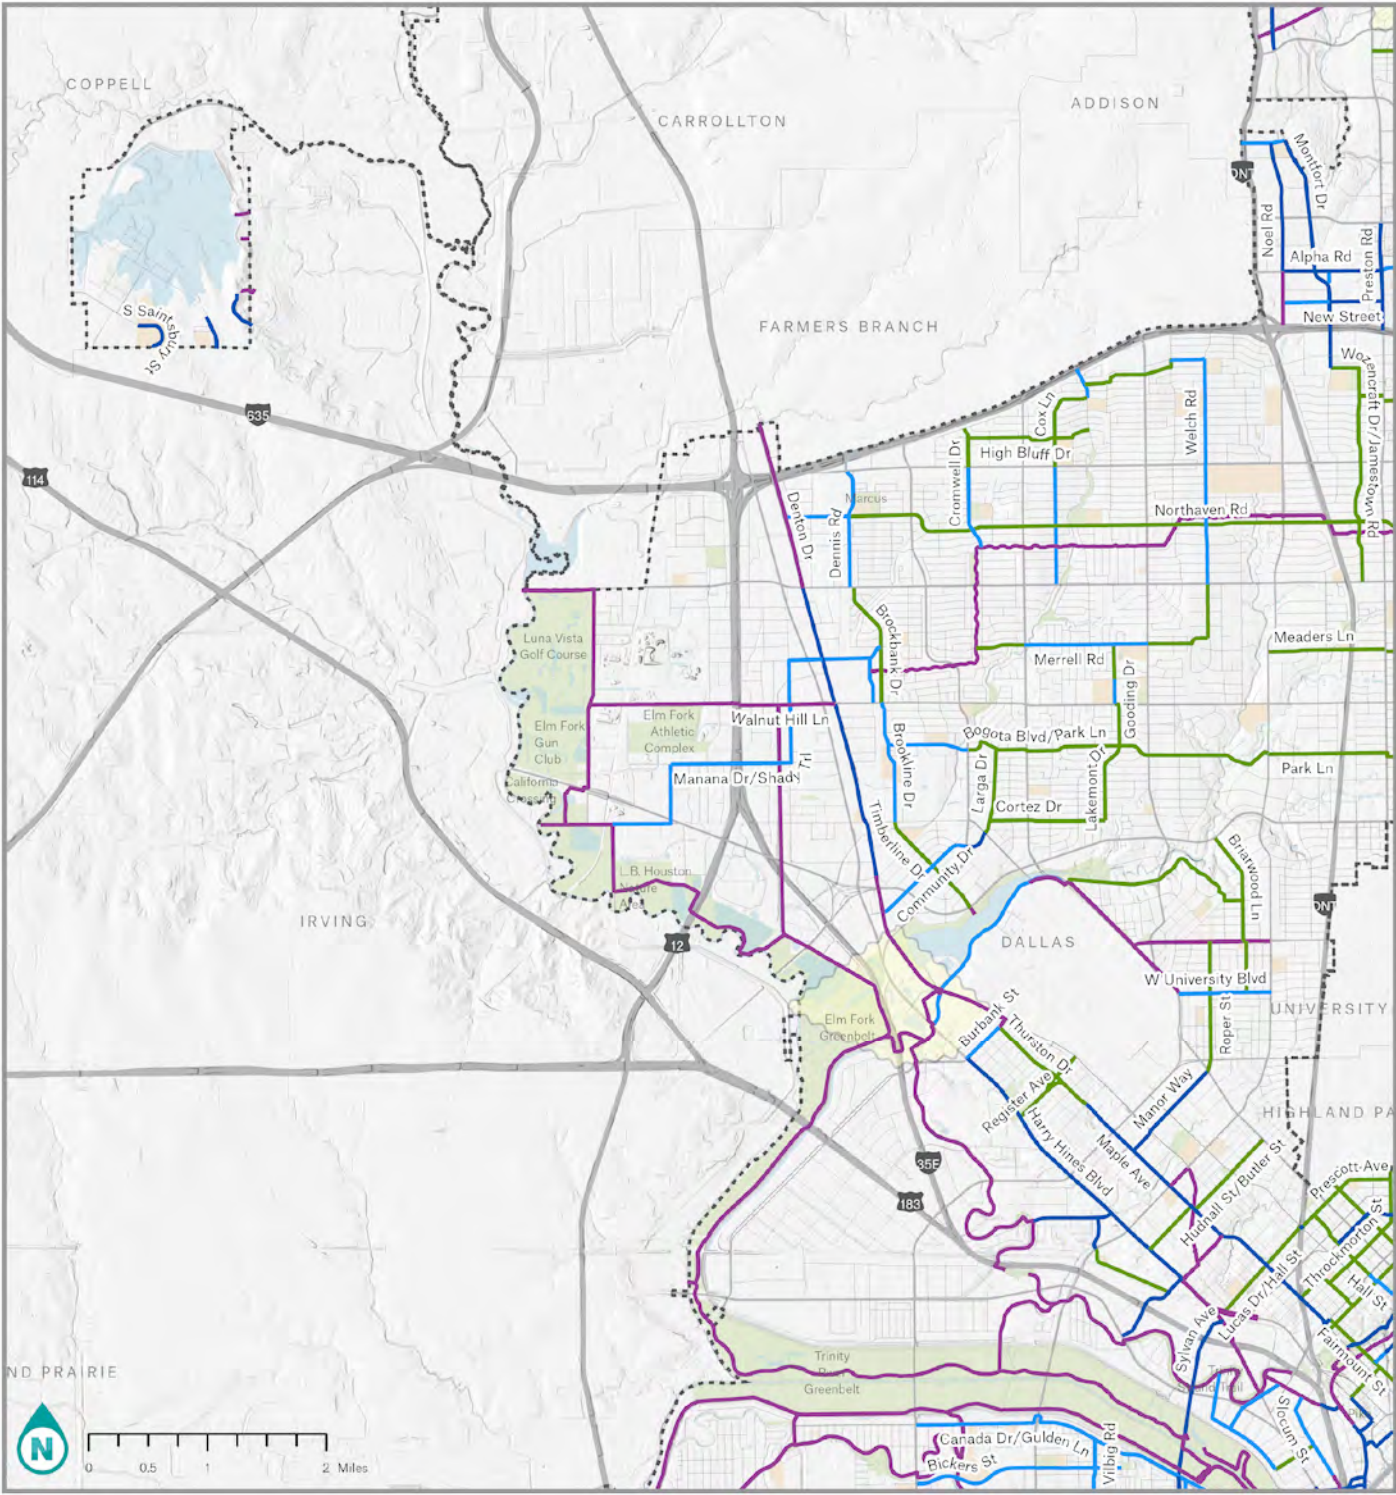 COPPELL
CARROLLTON
ADDISON
DNT
Montfort Dr
Noel Rd
Preston Rd
Alpha Rd
New Street
S Saintsbury St
FARMERS BRANCH
635
114
Wozencraft Dr/Jamestown Rd
Cox Ln
Welch Rd
High Bluff Dr
Cromwell Dr
Marcus
Northaven Rd
Denton Dr
Dennis Rd
Luna Vista
Golf Course
Brockbank Dr
Meaders Ln
Merrell Rd
Gooding Dr
Elm Fork
Gun
Club
Elm Fork
Athletic
Complex
Walnut Hill Ln
Brookline Dr
Bogota Blvd/Park Ln
Park Ln
California
Crossing
Manana Dr/Shady Trl
Larga Dr
Cortez Dr
Lakemont Dr
Timberline Dr
Community Dr
Briarwood Ln
L.B. Houston
Nature
Area
IRVING
12
DNT
DALLAS
W University Blvd
UNIVERSITY
Roper St
Elm Fork
Greenbelt
Burbank St
Thurston Dr
Register Ave
Manor Way
HIGHLAND PA
Harry Hines Blvd
Maple Ave
35E
183
Hudnall St/Butler St
Prescott Ave
Throckmorton St
Hall St
Lucas Dr/Hall St
Sylvan Ave
Fairmount St
Trinity
River
Greenbelt
ND PRAIRIE
Slocum St
Canada Dr/Gulden Ln
Bickers St
Vilbig Rd
N
0 0.5 1 2 Miles